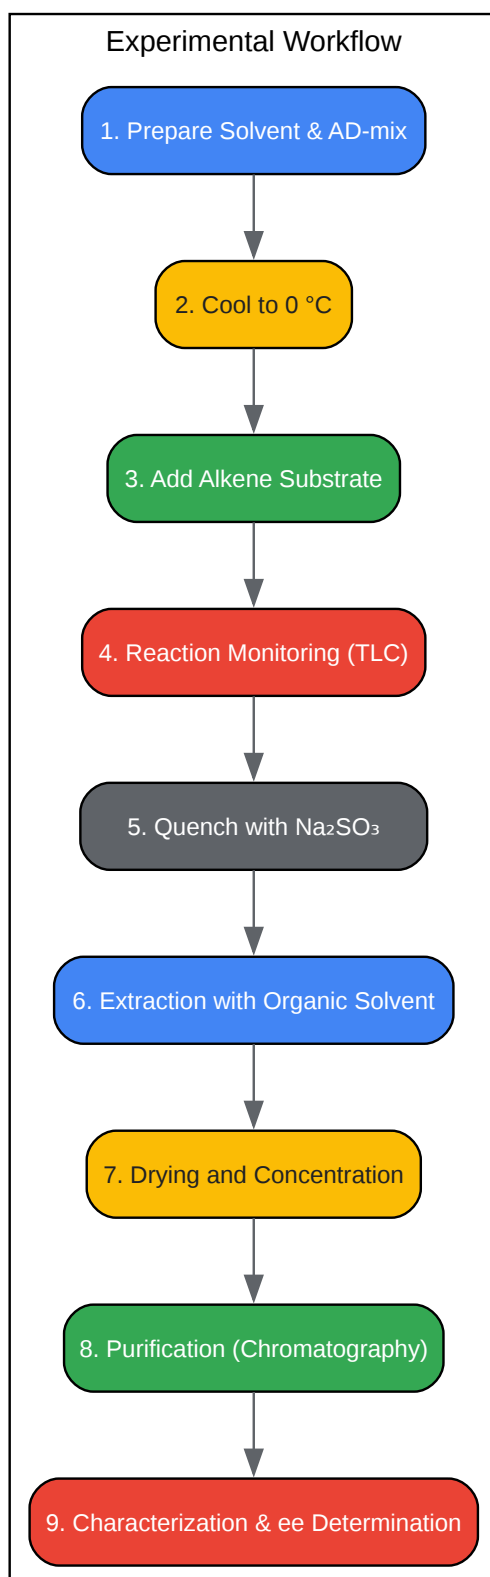 Experimental Workflow
1. Prepare Solvent & AD-mix
2. Cool to 0 °C
3. Add Alkene Substrate
4. Reaction Monitoring (TLC)
5. Quench with Na₂SO₃
6. Extraction with Organic Solvent
7. Drying and Concentration
8. Purification (Chromatography)
9. Characterization & ee Determination